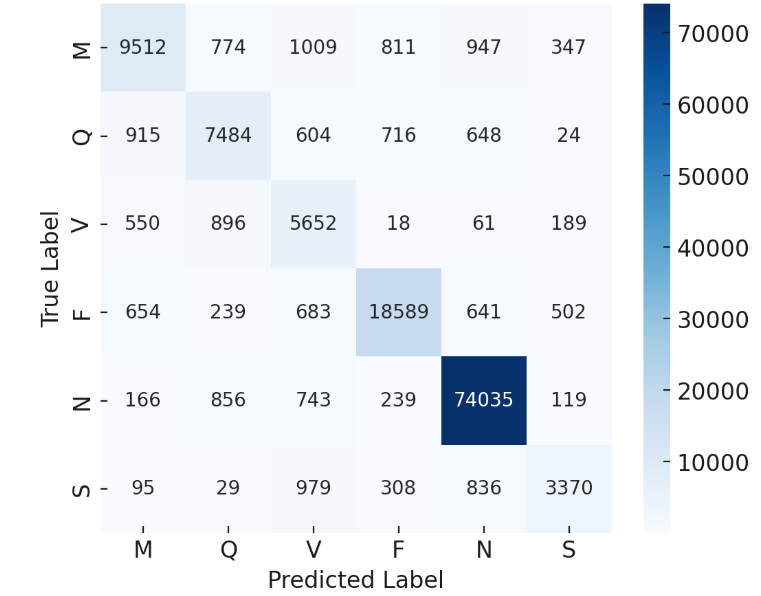 M 9512 774 1009 811 947 347
Q 915 7484 604 716 648 24
V 550 896 5652 18 61 189
F 654 239 683 18589 641 502
N 166 856 743 239 74035 119
S 95 29 979 308 836 3370
M Q V F N S
Predicted Label
True Label
70000
60000
50000
40000
30000
20000
10000